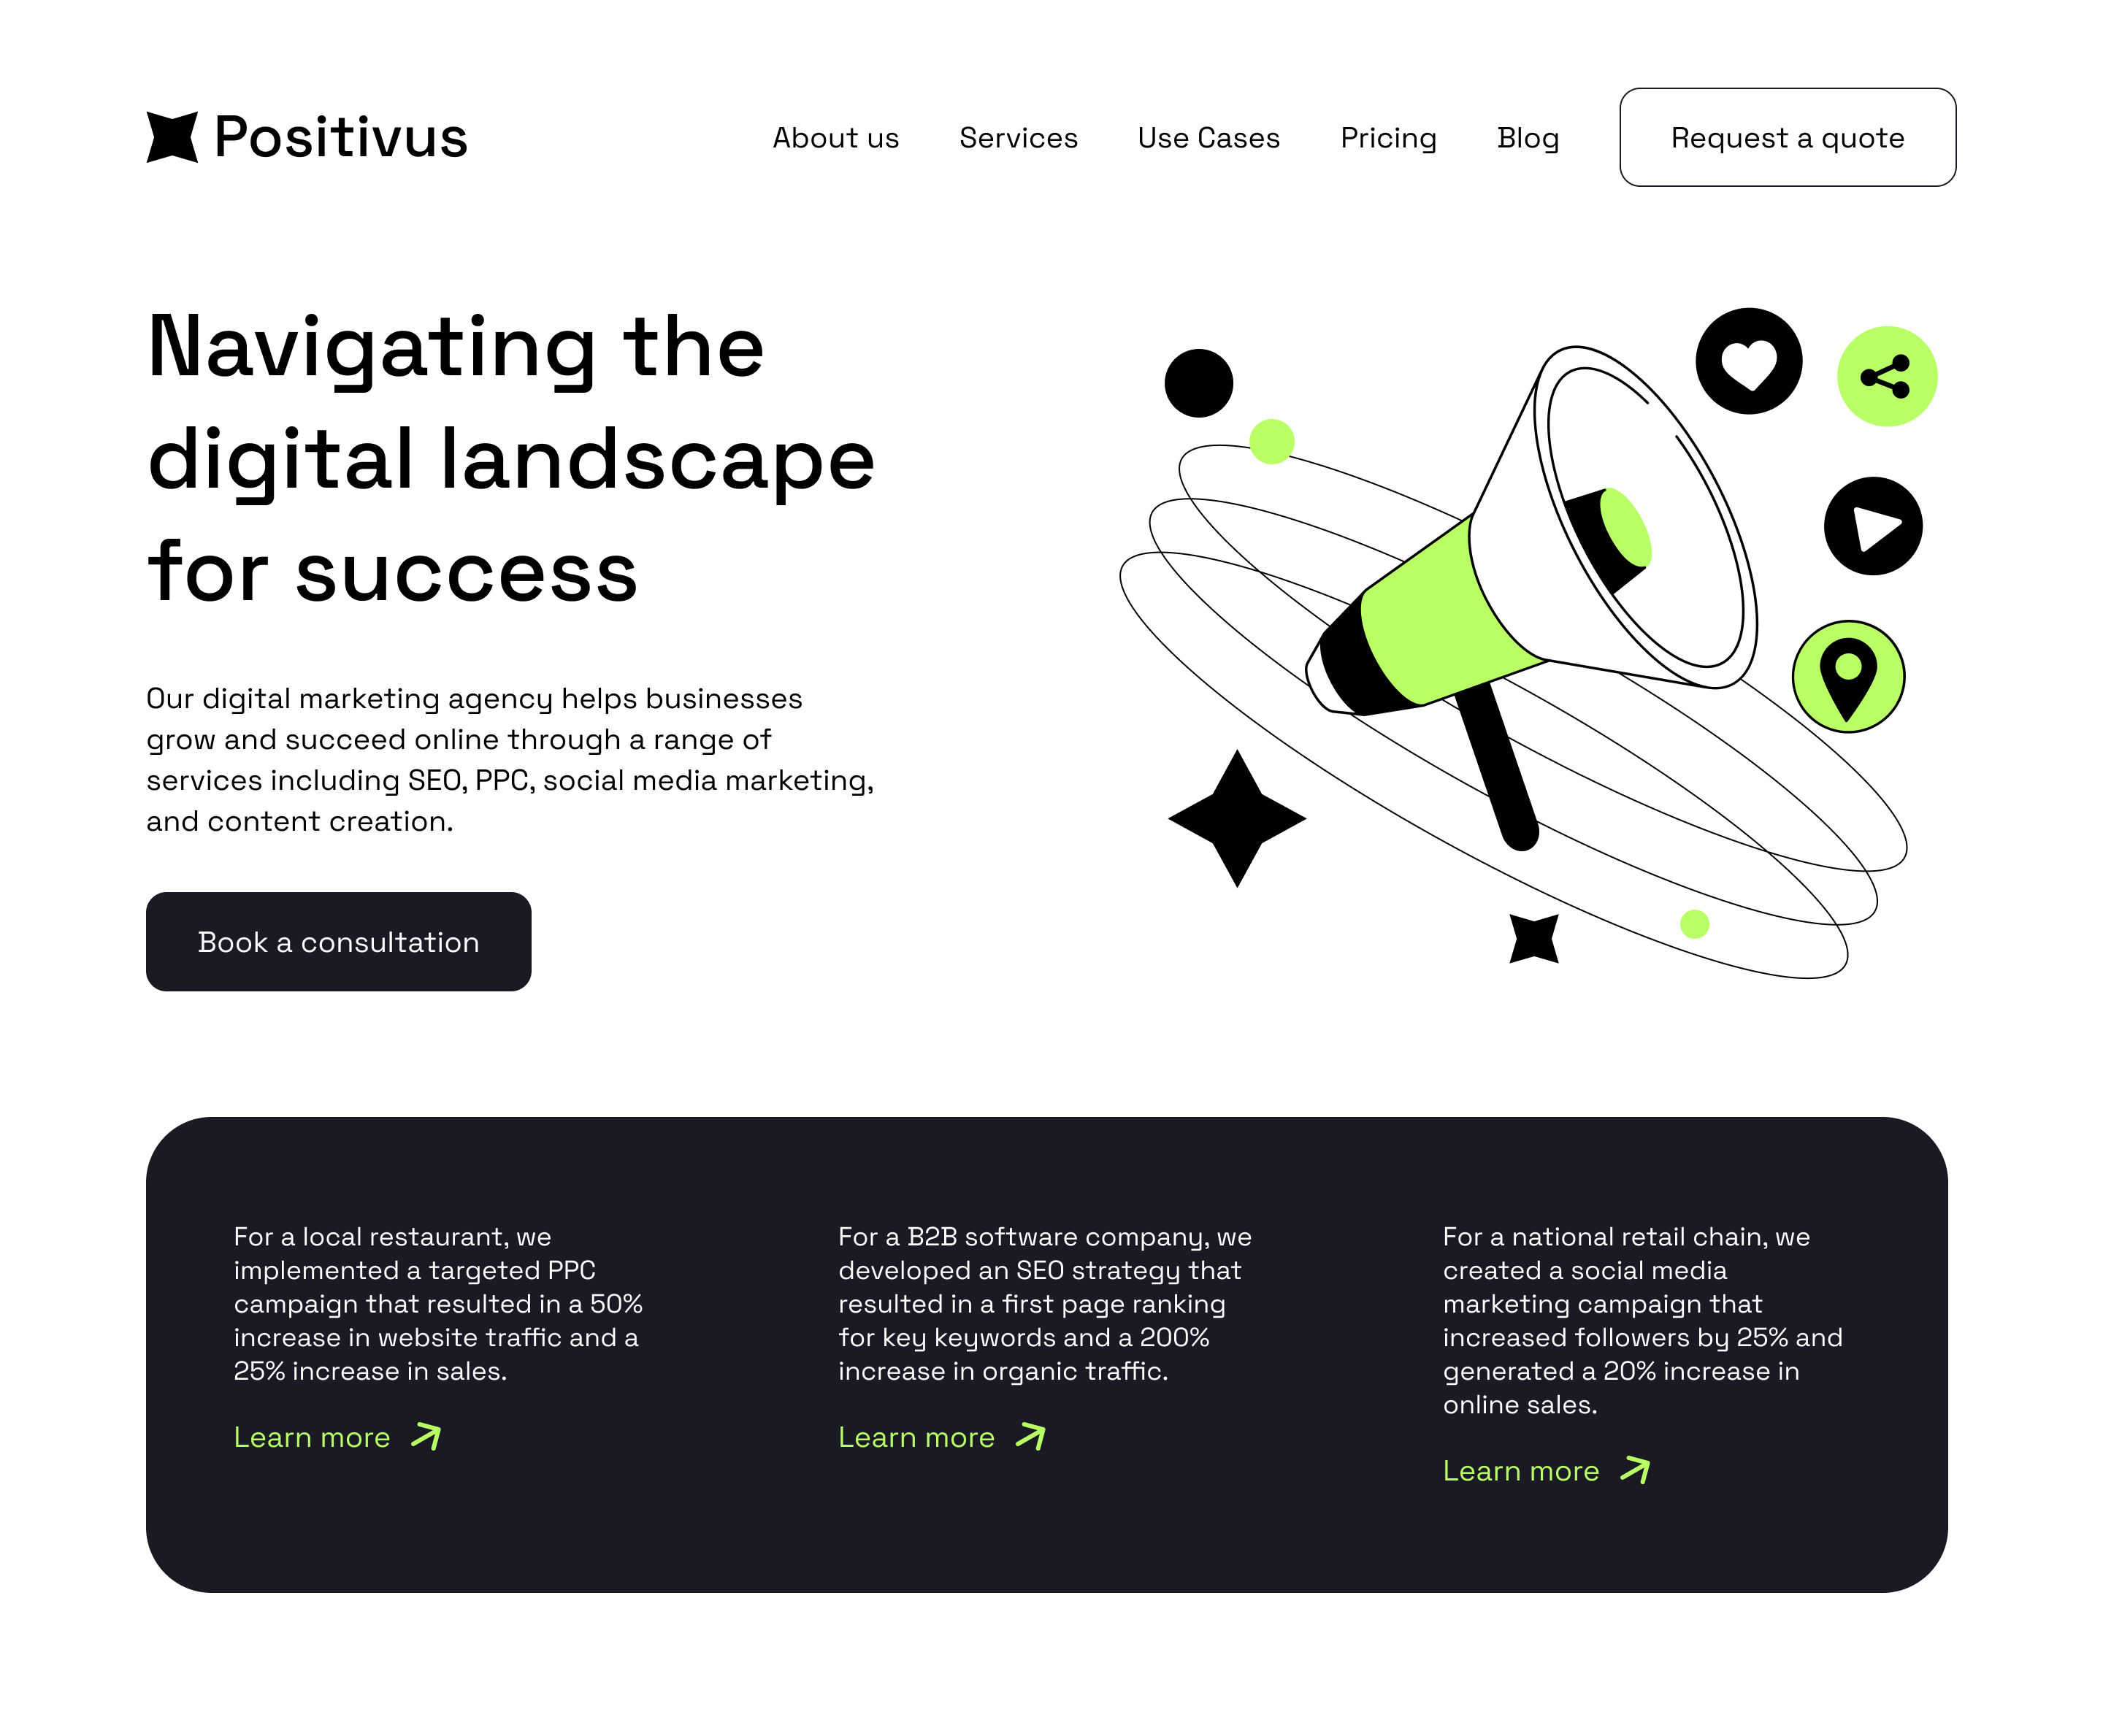 Positivus
About us
Services
Use Cases
Pricing
Blog
Request a quote
Navigating the
digital landscape
for success
Our digital marketing agency helps businesses
grow and succeed online through a range of
services including SEO, PPC, social media marketing,
and content creation.
Book a consultation
For a local restaurant, we
implemented a targeted PPC
campaign that resulted in a 50%
increase in website traffic and a
25% increase in sales.
Learn more
For a B2B software company, we
developed an SEO strategy that
resulted in a first page ranking
for key keywords and a 200%
increase in organic traffic.
Learn more
For a national retail chain, we
created a social media
marketing campaign that
increased followers by 25% and
generated a 20% increase in
online sales.
Learn more